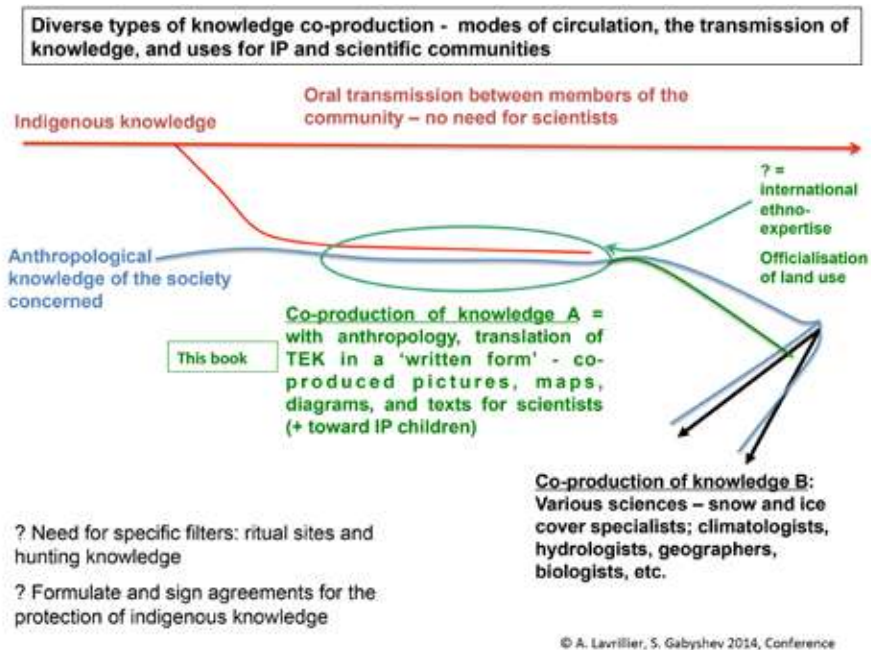 Diverse types of knowledge co-production - modes of circulation, the transmission of
knowledge, and uses for IP and scientific communities
Oral transmission between members of the
community – no need for scientists
Indigenous knowledge
? =
international
ethno-
expertise
Officialisation
of land use
Anthropological
knowledge of the society
concerned
This book
Co-production of knowledge A =
with anthropology, translation of
TEK in a 'written form' - co-
produced pictures, maps,
diagrams, and texts for scientists
(+ toward IP children)
Co-production of knowledge B:
Various sciences – snow and ice
cover specialists; climatologists,
hydrologists, geographers,
biologists, etc.
? Need for specific filters: ritual sites and
hunting knowledge
? Formulate and sign agreements for the
protection of indigenous knowledge
© A. Lavrillier, S. Gabyshev 2014, Conference